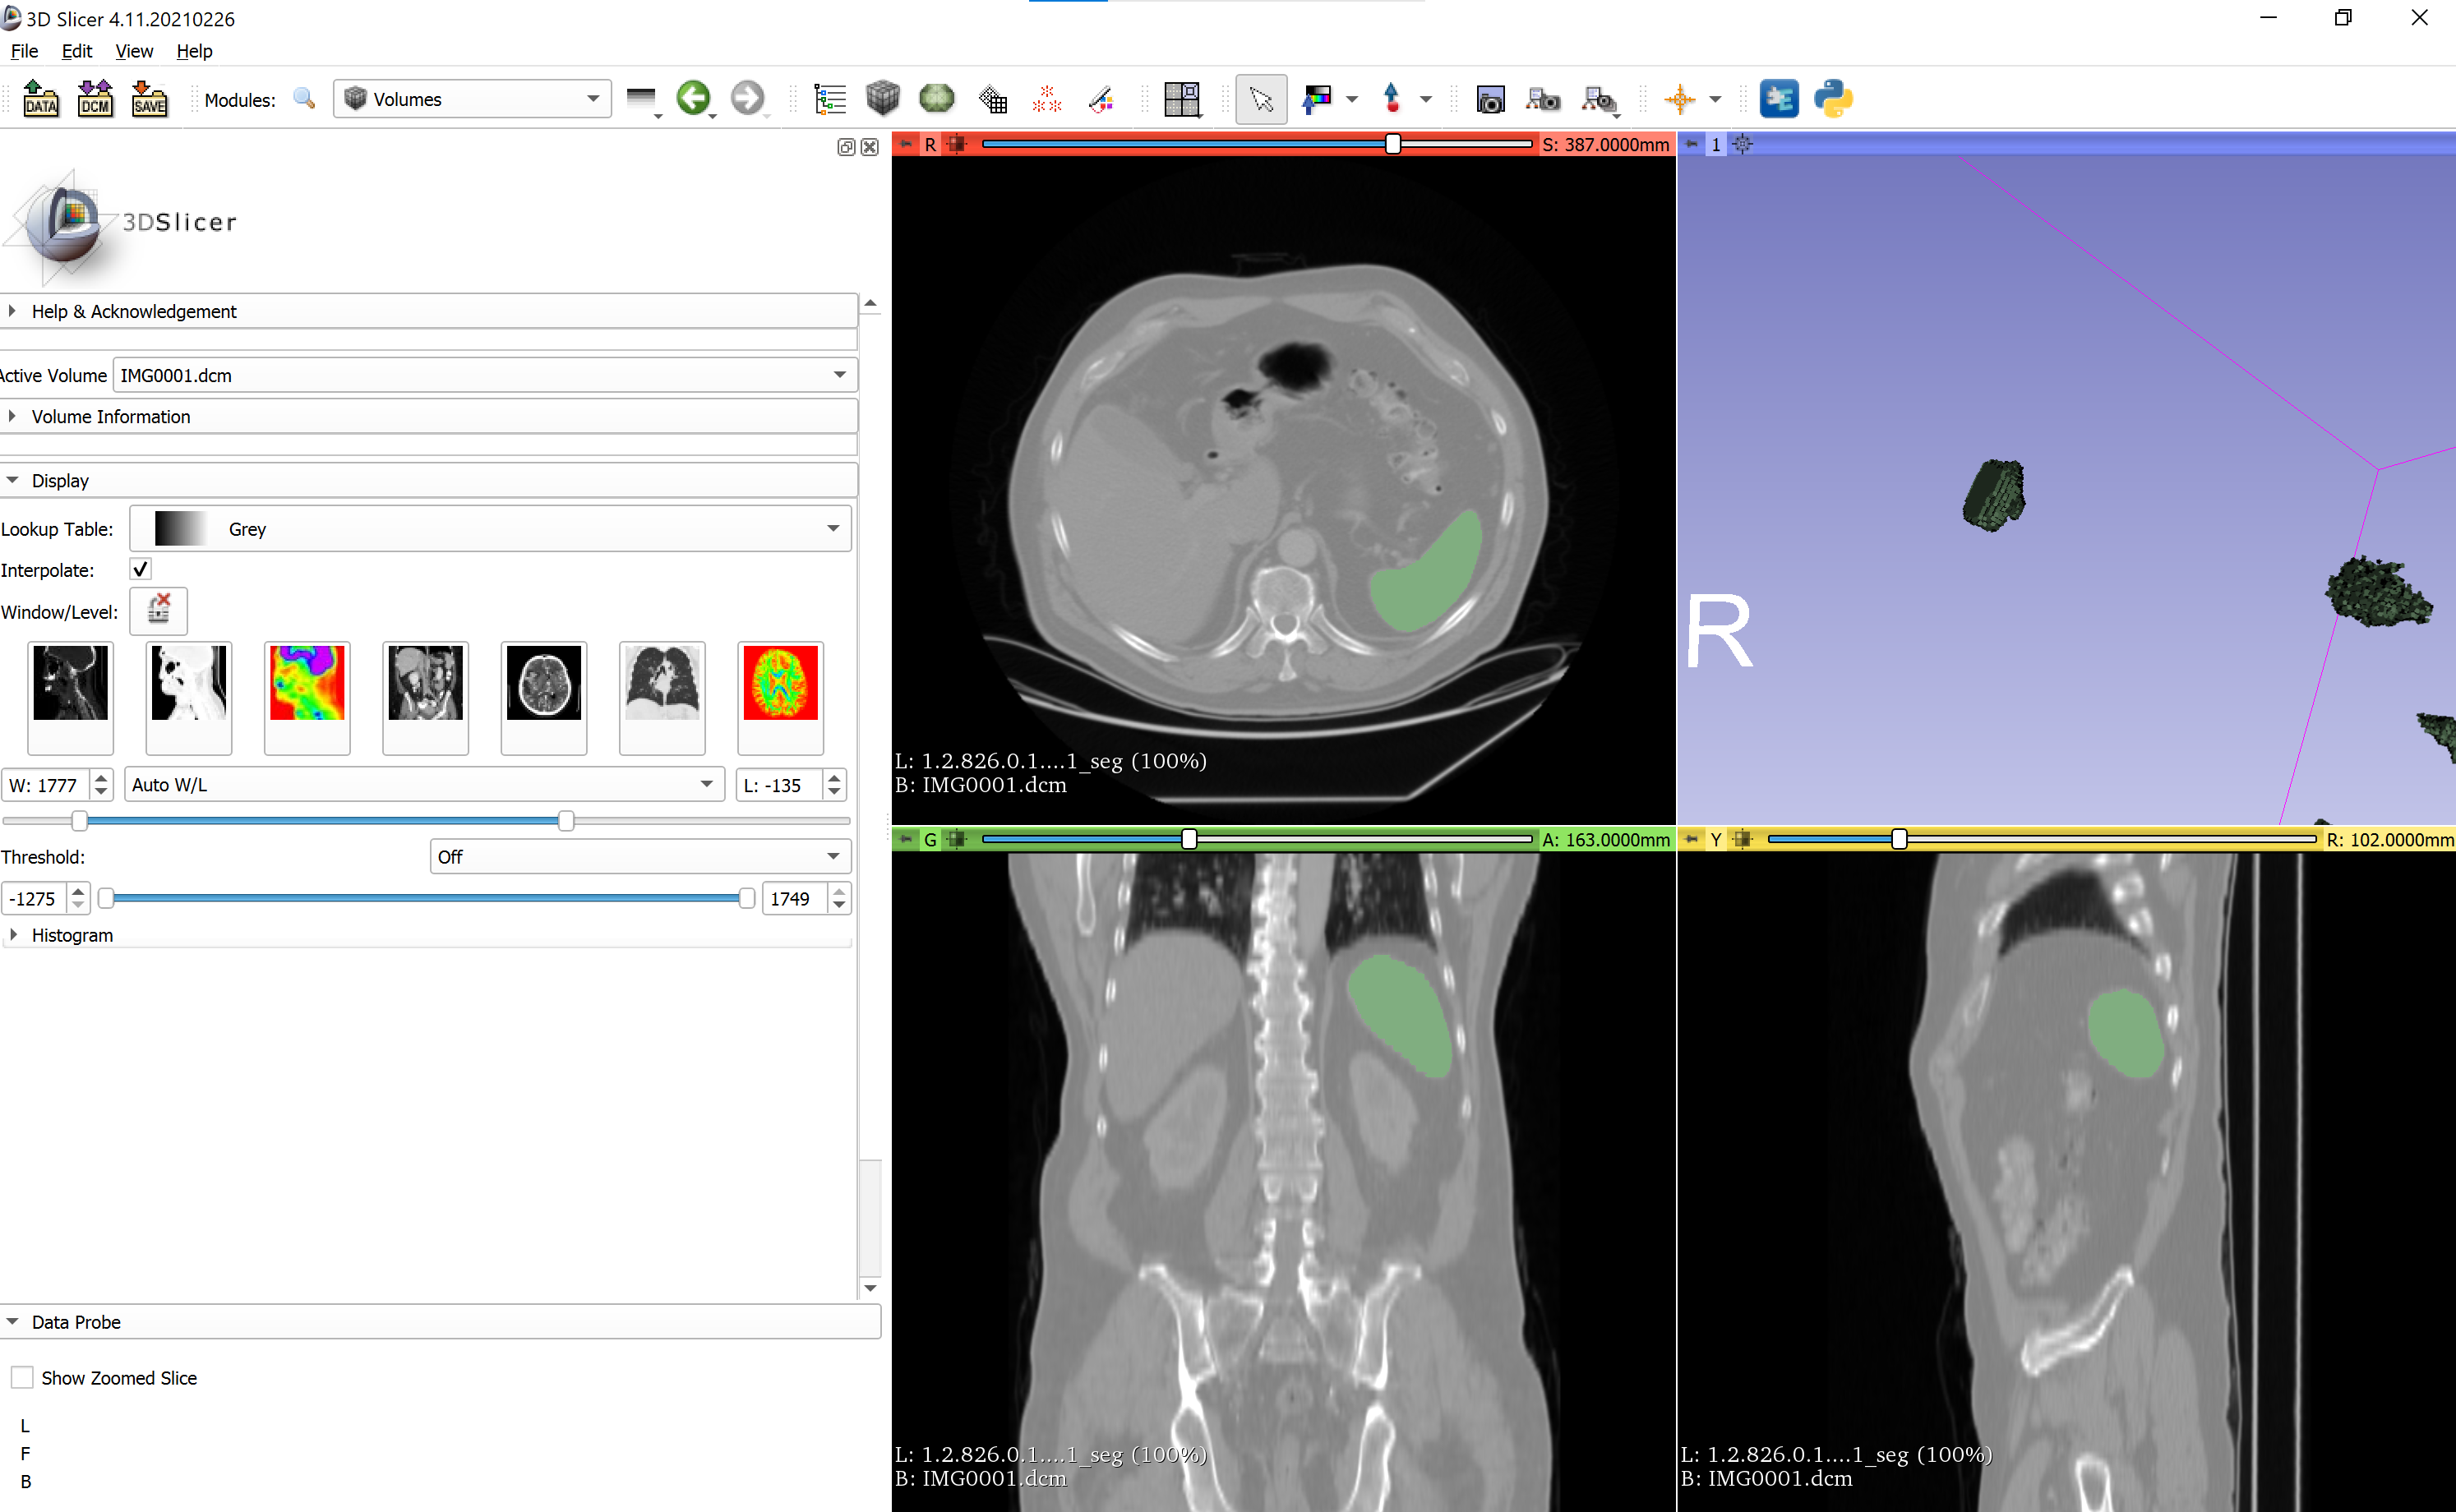 3D Slicer 4.11.20210226
File Edit View Help
DATA DCM SAVE Modules: Volumes
3DSlicer
Help & Acknowledgement
Active Volume IMG0001.dcm
Volume Information
Display
Lookup Table: Grey
Interpolate:
Window/Level:
W: 1777 Auto W/L L: -135
Threshold: Off
-1275 1749
Histogram
Data Probe
Show Zoomed Slice
L
F
B
R S: 387.0000mm
L: 1.2.826.0.1....1_seg (100%)
B: IMG0001.dcm
1
R
G A: 163.0000mm
L: 1.2.826.0.1....1_seg (100%)
B: IMG0001.dcm
Y R: 102.0000mm
L: 1.2.826.0.1....1_seg (100%)
B: IMG0001.dcm